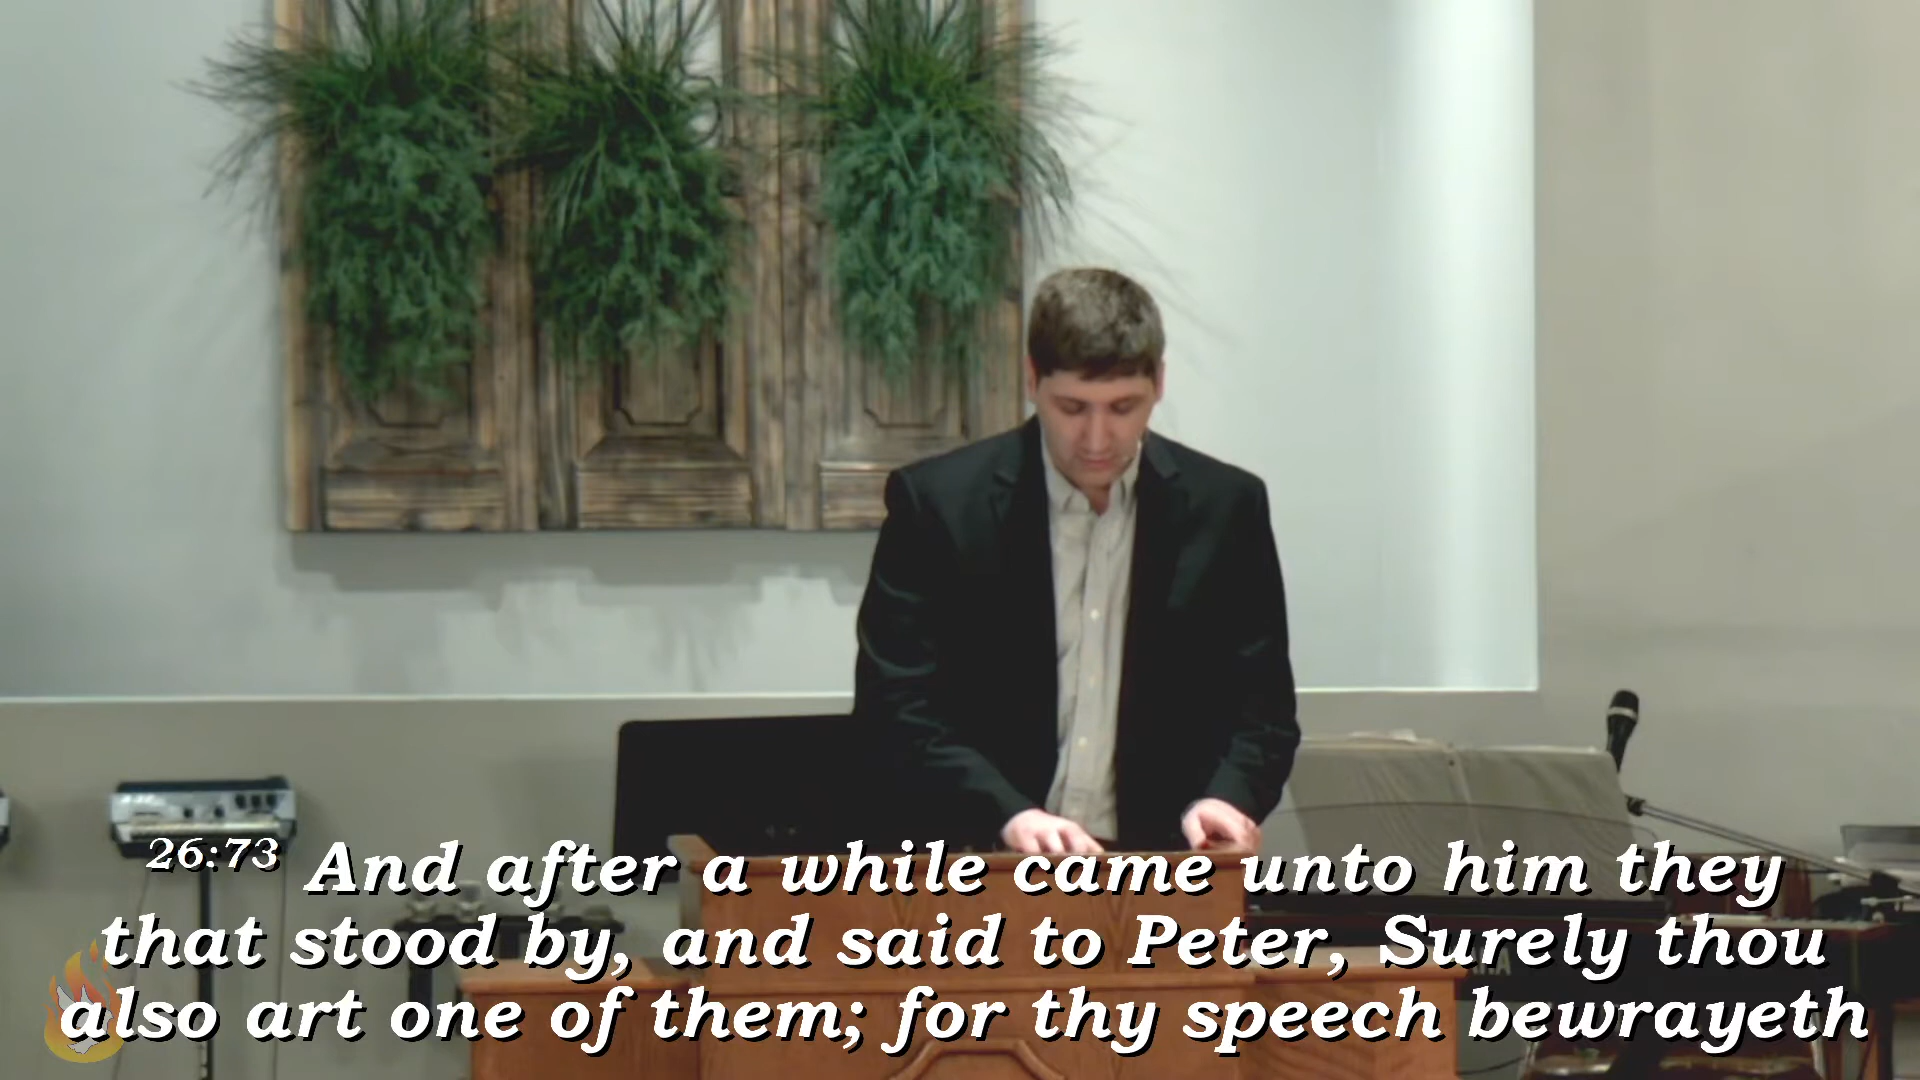 26:73 And after a while came unto him they
that stood by, and said to Peter, Surely thou
also art one of them; for thy speech bewrayeth